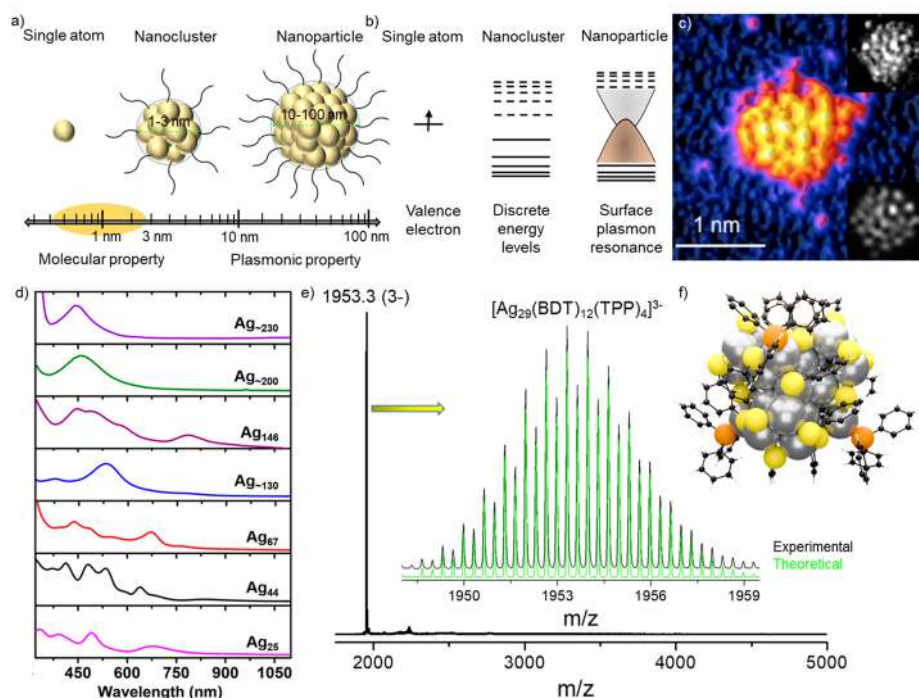 a)
Single atom
Nanocluster
Nanoparticle
1-3 nm
10-100 nm
1 nm
3 nm
10 nm
100 nm
Molecular property
Plasmonic property
b)
Single atom
Nanocluster
Nanoparticle
Valence
electron
Discrete
energy
levels
Surface
plasmon
resonance
c)
1 nm
d)
Ag~230
Ag~200
Ag146
Ag~130
Ag67
Ag44
Ag25
450 600 750 900 1050
Wavelength (nm)
e)
1953.3 (3-)
[Ag29(BDT)12(TPP)4]3-
Experimental
Theoretical
1950 1953 1956 1959
m/z
2000 3000 4000 5000
m/z
f)